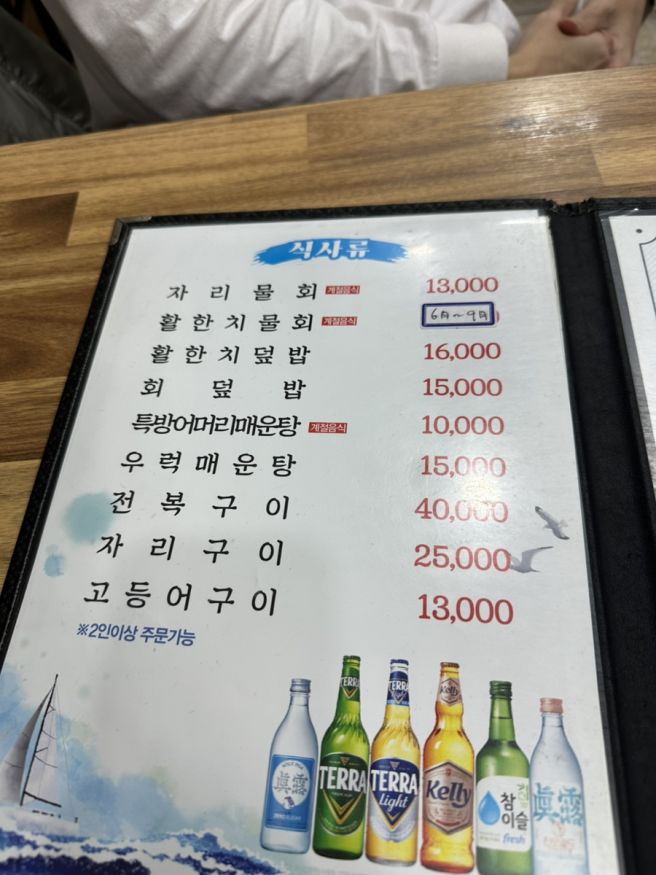 식사류
자리물회 계절음식 13,000
활한치물회 계절음식 6月~9月
활한치덮밥 16,000
회덮밥 15,000
특방어머리매운탕 계절음식 10,000
우럭매운탕 15,000
전복구이 40,000
자리구이 25,000
고등어구이 13,000
※2인이상 주문가능
TERRA
TERRA
Kelly
眞露
TERRA
TERRA Light
Kelly
참이슬 fresh
眞露